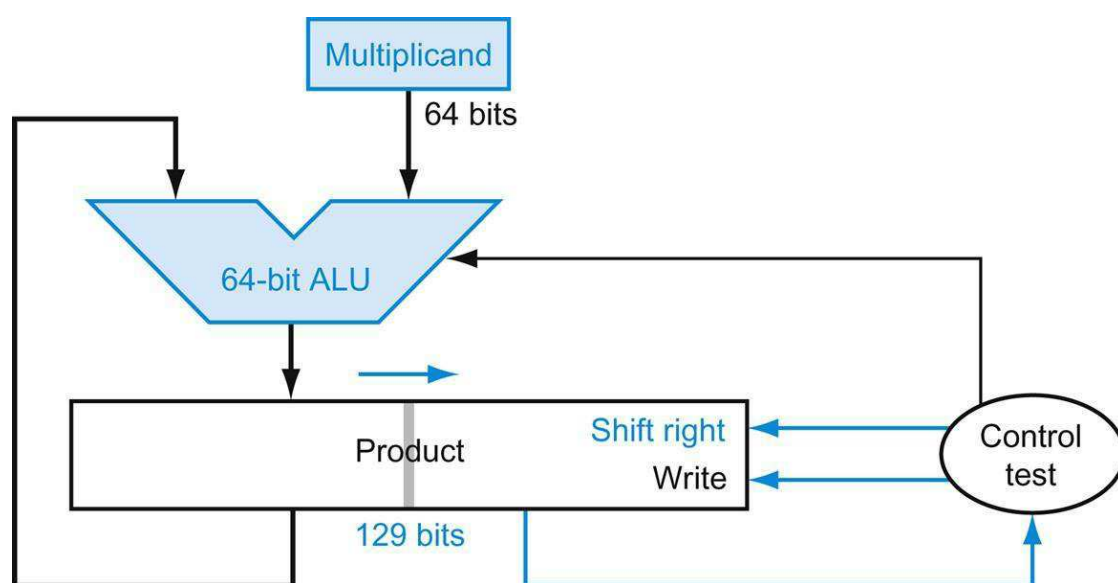 Multiplicand
64 bits
64-bit ALU
Product
Shift right
Write
129 bits
Control
test